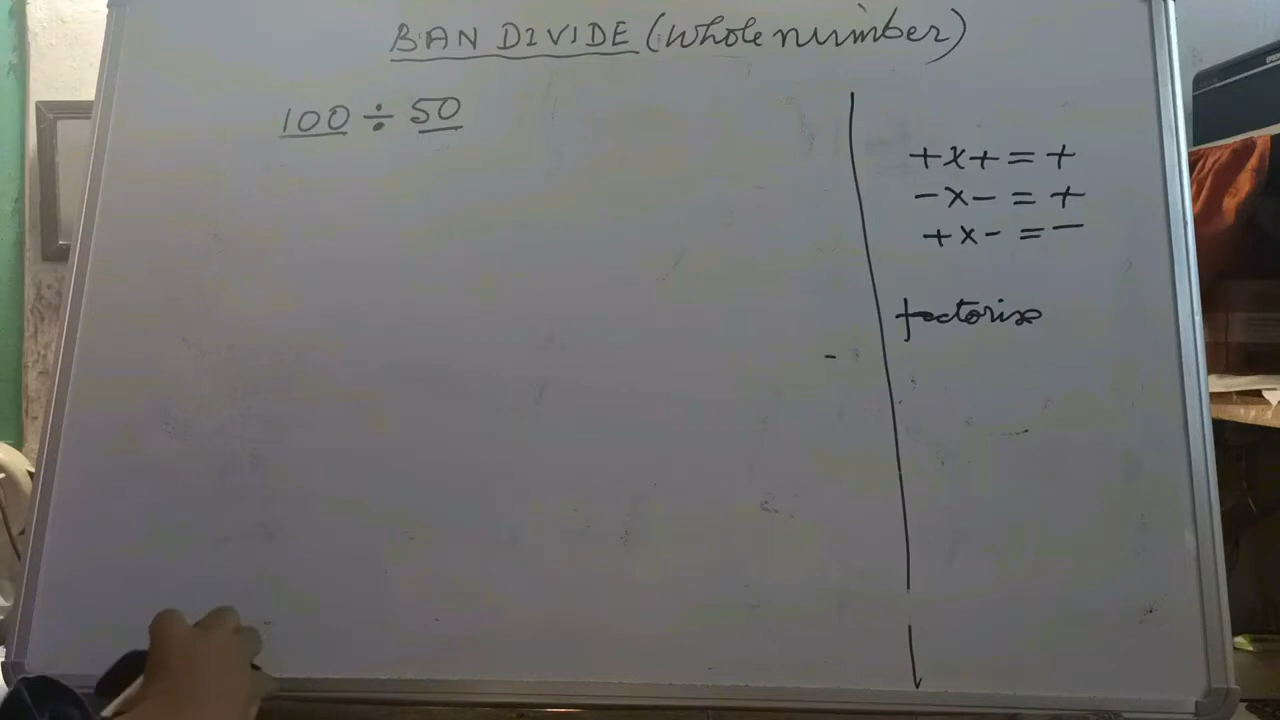 BAN DIVIDE (Whole number)
100 ÷ 50
+x+ = +
-x- = +
+x- = -
factorise